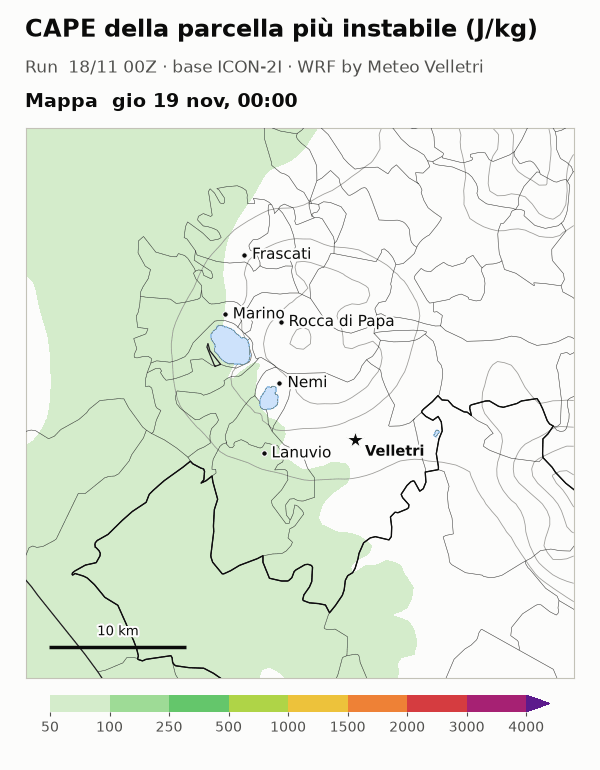 CAPE della parcella più instabile (J/kg)
Run 18/11 00Z · base ICON-2I · WRF by Meteo Velletri
Mappa gio 19 nov, 00:00
Frascati
Marino
Rocca di Papa
Nemi
Velletri
Lanuvio
10 km
50 100 250 500 1000 1500 2000 3000 4000